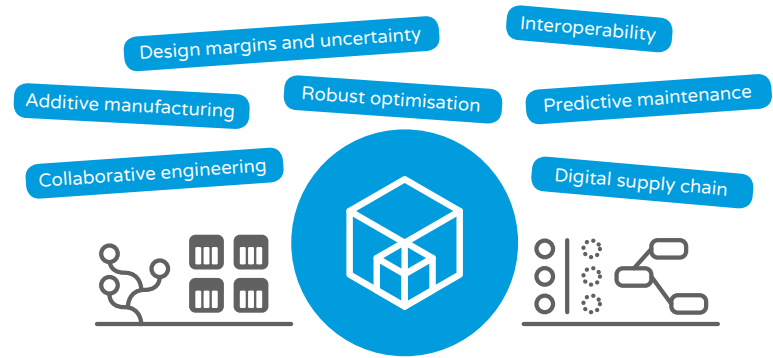 Design margins and uncertainty
Interoperability
Additive manufacturing
Robust optimisation
Predictive maintenance
Collaborative engineering
Digital supply chain